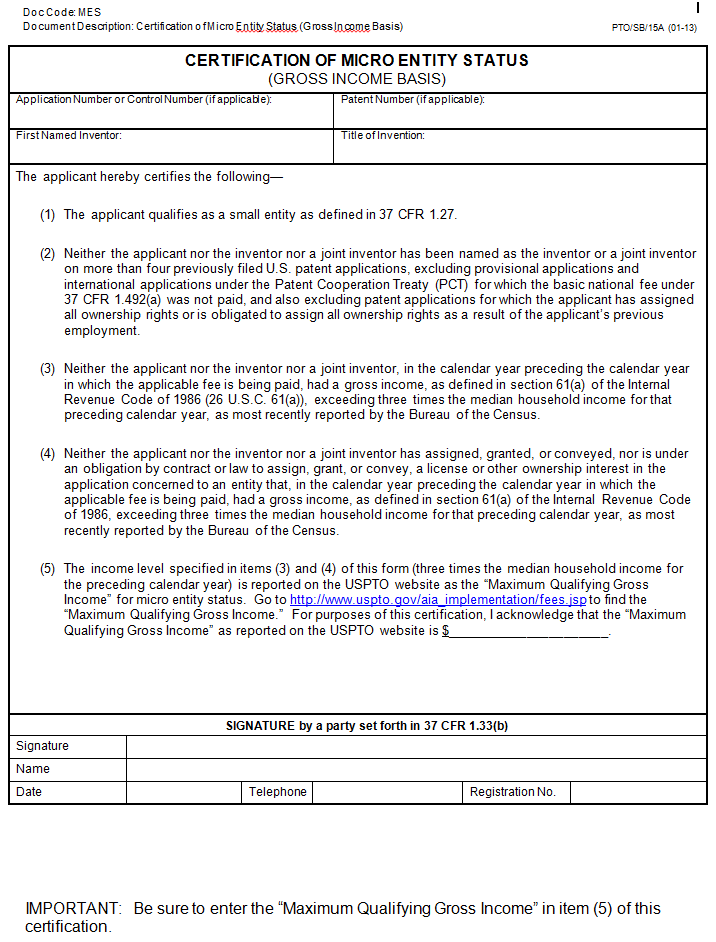 Doc Code: MES
Document Description: Certification of Micro Entity Status (Gross Income Basis)
PTO/SB/15A (01-13)
CERTIFICATION OF MICRO ENTITY STATUS
(GROSS INCOME BASIS)
Application Number or Control Number (if applicable):
Patent Number (if applicable):
First Named Inventor:
Title of Invention:
The applicant hereby certifies the following—
(1) The applicant qualifies as a small entity as defined in 37 CFR 1.27.
(2) Neither the applicant nor the inventor nor a joint inventor has been named as the inventor or a joint inventor
on more than four previously filed U.S. patent applications, excluding provisional applications and
international applications under the Patent Cooperation Treaty (PCT) for which the basic national fee under
37 CFR 1.492(a) was not paid, and also excluding patent applications for which the applicant has assigned
all ownership rights or is obligated to assign all ownership rights as a result of the applicant's previous
employment.
(3) Neither the applicant nor the inventor nor a joint inventor, in the calendar year preceding the calendar year
in which the applicable fee is being paid, had a gross income, as defined in section 61(a) of the Internal
Revenue Code of 1986 (26 U.S.C. 61(a)), exceeding three times the median household income for that
preceding calendar year, as most recently reported by the Bureau of the Census.
(4) Neither the applicant nor the inventor nor a joint inventor has assigned, granted, or conveyed, nor is under
an obligation by contract or law to assign, grant, or convey, a license or other ownership interest in the
application concerned to an entity that, in the calendar year preceding the calendar year in which the
applicable fee is being paid, had a gross income, as defined in section 61(a) of the Internal Revenue Code
of 1986, exceeding three times the median household income for that preceding calendar year, as most
recently reported by the Bureau of the Census.
(5) The income level specified in items (3) and (4) of this form (three times the median household income for
the preceding calendar year) is reported on the USPTO website as the “Maximum Qualifying Gross
Income” for micro entity status. Go to http://www.uspto.gov/aia_implementation/fees.jsp to find the
“Maximum Qualifying Gross Income.” For purposes of this certification, I acknowledge that the “Maximum
Qualifying Gross Income” as reported on the USPTO website is $______________________.
SIGNATURE by a party set forth in 37 CFR 1.33(b)
Signature
Name
Date
Telephone
Registration No.
IMPORTANT: Be sure to enter the “Maximum Qualifying Gross Income” in item (5) of this
certification.